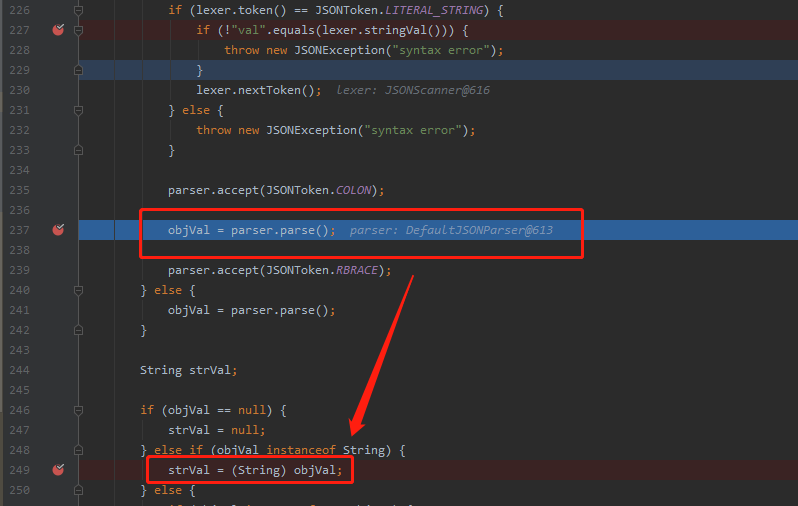 226 if (lexer.token() == JSONToken.LITERAL_STRING) {
227 if (!"val".equals(lexer.stringVal())) {
228 throw new JSONException("syntax error");
229 }
230 lexer.nextToken(); lexer: JSONScanner@616
231 } else {
232 throw new JSONException("syntax error");
233 }
234
235 parser.accept(JSONToken.COLON);
236
237 objVal = parser.parse(); parser: DefaultJSONParser@613
238
239 parser.accept(JSONToken.RBRACE);
240 } else {
241 objVal = parser.parse();
242 }
243
244 String strVal;
245
246 if (objVal == null) {
247 strVal = null;
248 } else if (objVal instanceof String) {
249 strVal = (String) objVal;
250 } else {